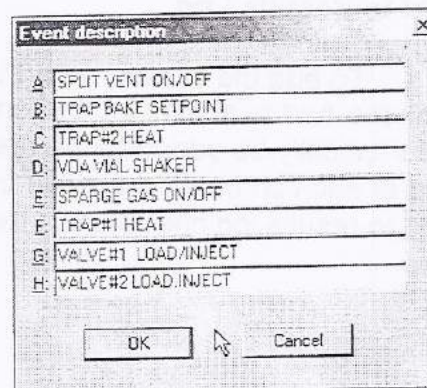 Event description
A: SPLIT VENT ON/OFF
B: TRAP BAKE SETPOINT
C: TRAP#2 HEAT
D: VOA VIAL SHAKER
E: SPARGE GAS ON/OFF
F: TRAP#1 HEAT
G: VALVE#1 LOAD/INJECT
H: VALVE#2 LOAD.INJECT
OK Cancel